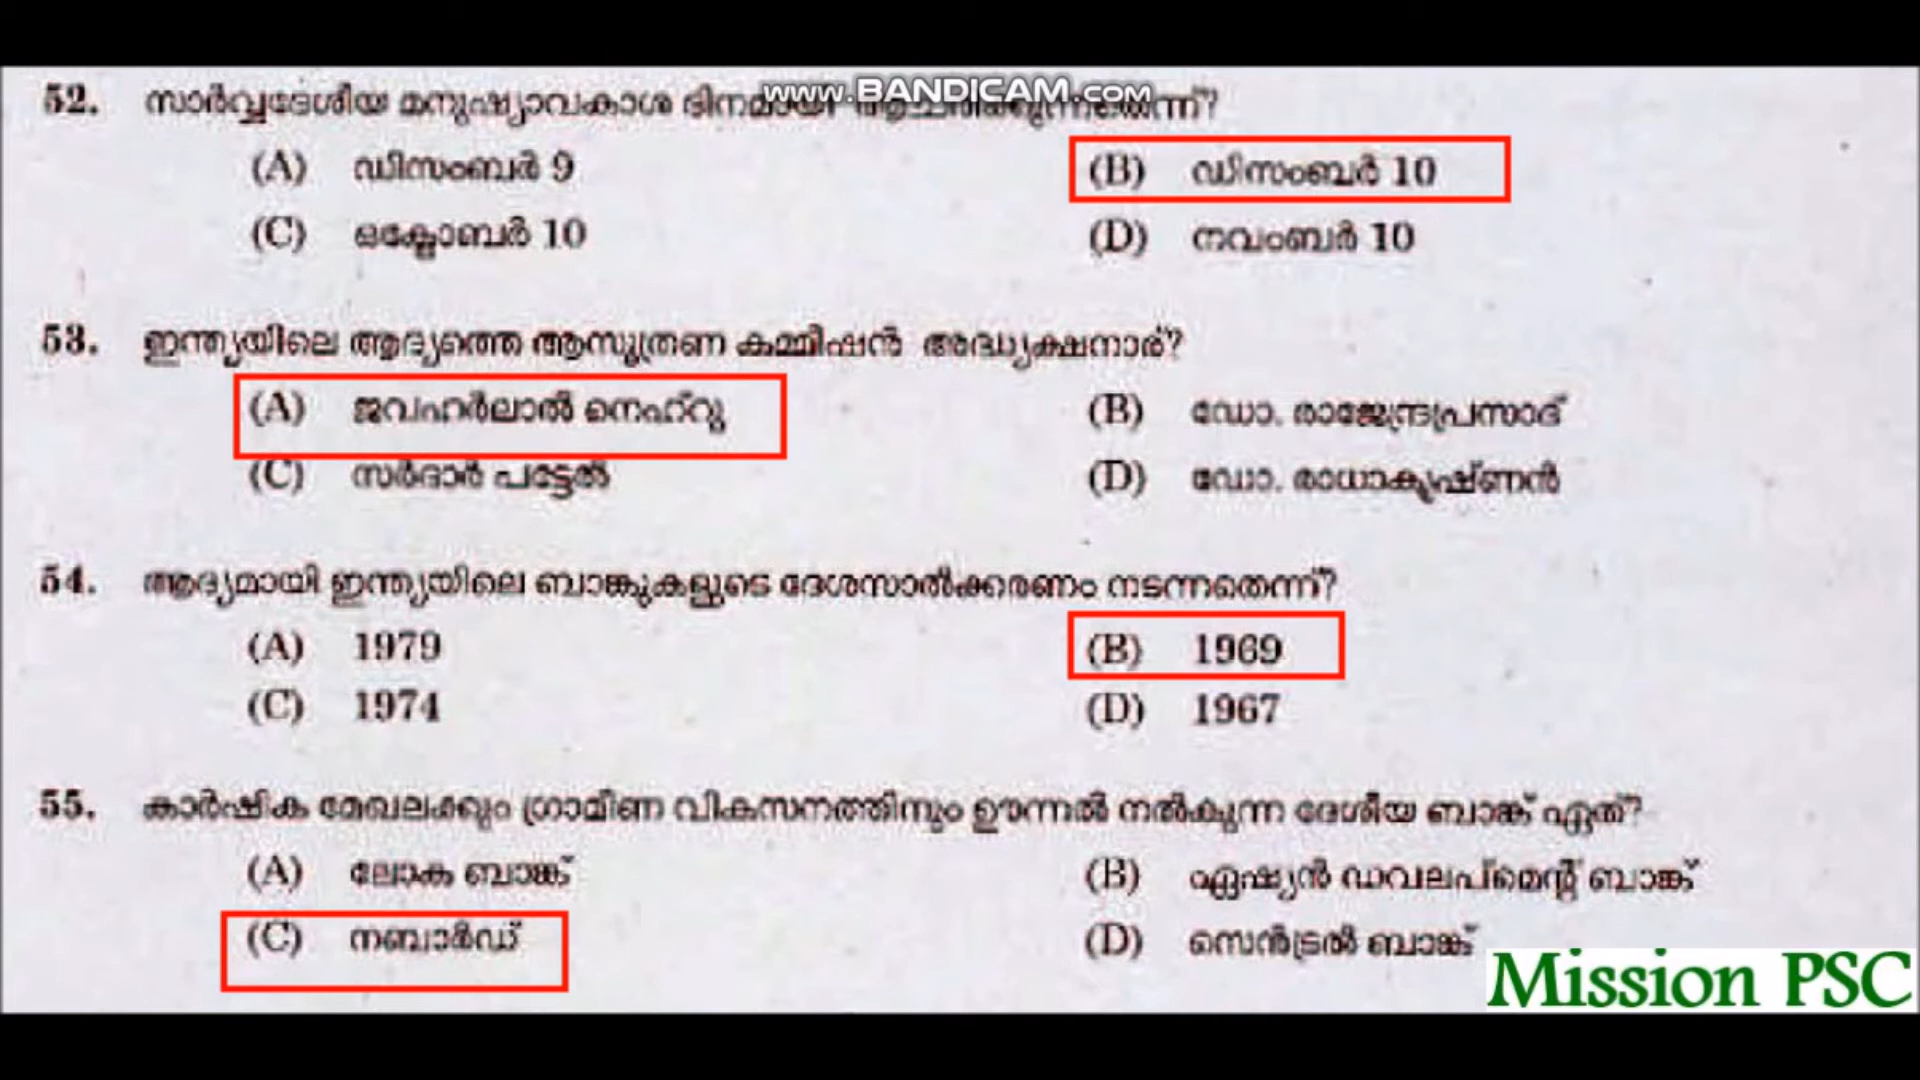 www.BANDICAM.com
52. സാർവ്വദേശീയ മനുഷ്യാവകാശ ദിനമായി ആചരിക്കുന്നതെന്ന്?
(A) ഡിസംബർ 9 (B) ഡിസംബർ 10
(C) ഒക്ടോബർ 10 (D) നവംബർ 10
53. ഇന്ത്യയിലെ ആദ്യത്തെ ആസൂത്രണ കമ്മീഷൻ അദ്ധ്യക്ഷനാര്?
(A) ജവഹർലാൽ നെഹ്റു (B) ഡോ. രാജേന്ദ്രപ്രസാദ്
(C) സർദാർ പട്ടേൽ (D) ഡോ. രാധാകൃഷ്ണൻ
54. ആദ്യമായി ഇന്ത്യയിലെ ബാങ്കുകളുടെ ദേശസാൽക്കരണം നടന്നതെന്ന്?
(A) 1979 (B) 1969
(C) 1974 (D) 1967
55. കാർഷിക മേഖലക്കും ഗ്രാമീണ വികസനത്തിനും ഊന്നൽ നൽകുന്ന ദേശീയ ബാങ്ക് ഏത്?
(A) ലോക ബാങ്ക് (B) ഏഷ്യൻ ഡവലപ്മെന്റ് ബാങ്ക്
(C) നബാർഡ് (D) സെൻട്രൽ ബാങ്ക്
Mission PSC